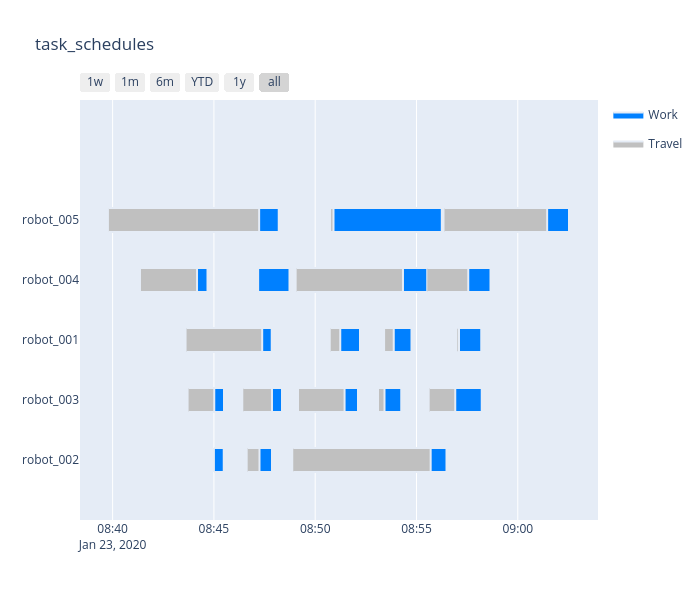 task_schedules
1w 1m 6m YTD 1y all
Work
Travel
robot_005
robot_004
robot_001
robot_003
robot_002
08:40 08:45 08:50 08:55 09:00
Jan 23, 2020